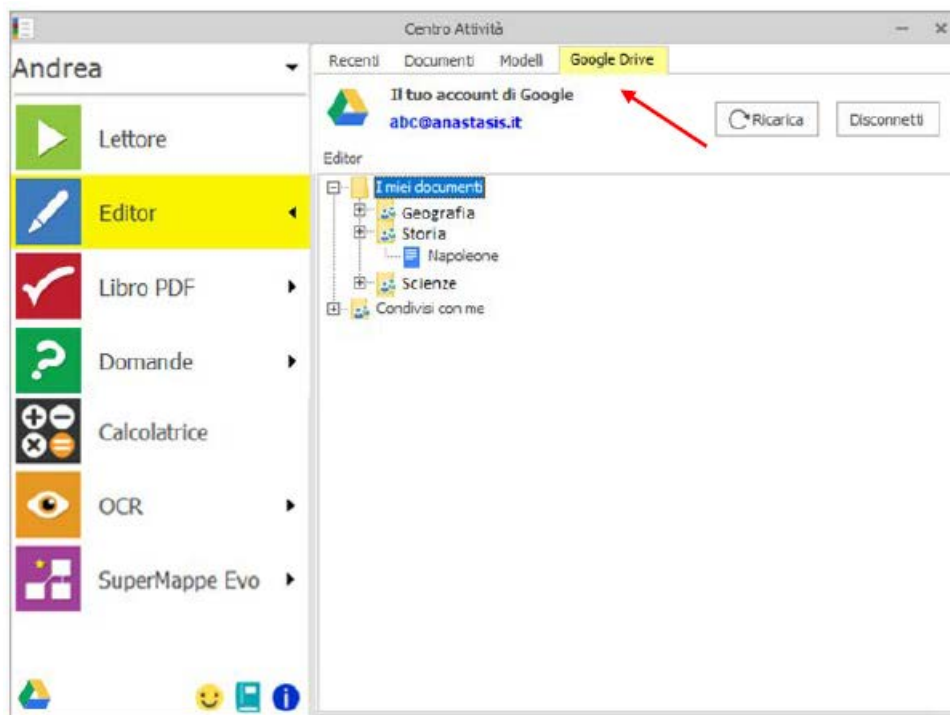 Centro Attività
Andrea
Lettore
Editor
Libro PDF
Domande
Calcolatrice
OCR
SuperMappe Evo
Recenti Documenti Modelli Google Drive
Il tuo account di Google
abc@anastasis.it
Ricarica Disconnetti
Editor
I miei documenti
Geografia
Storia
Napoleone
Scienze
Condivisi con me